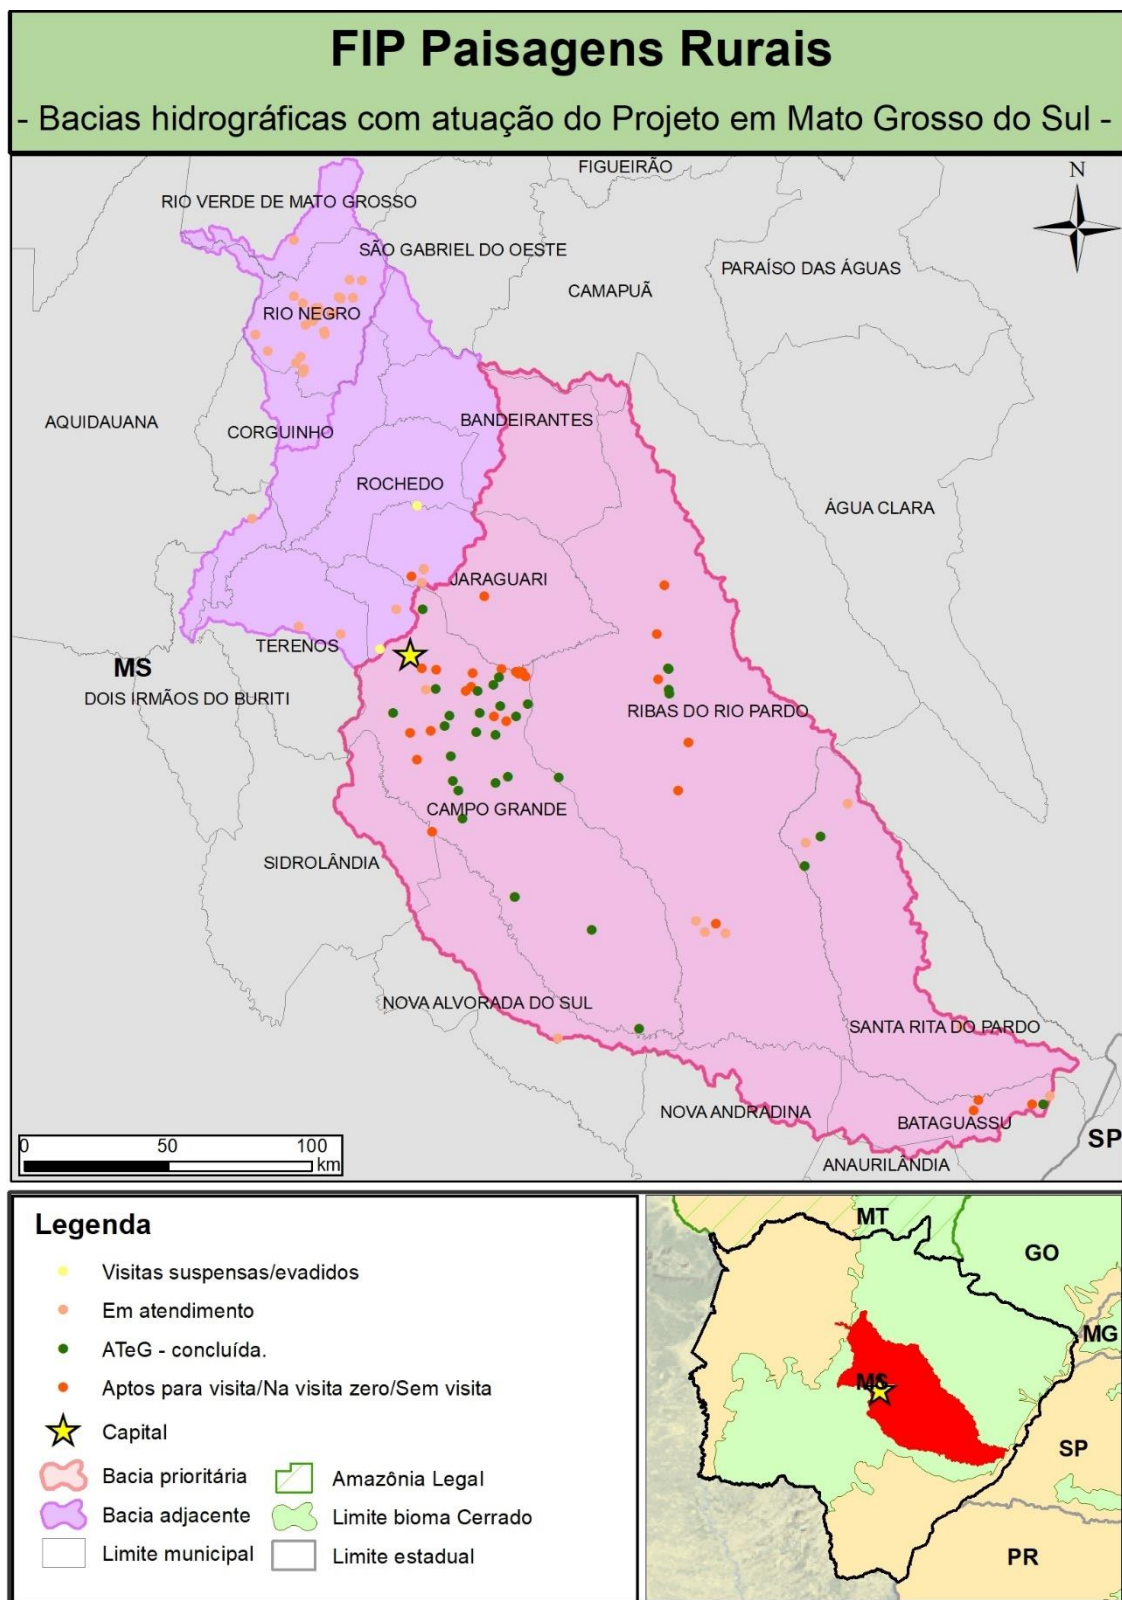 FIP Paisagens Rurais
- Bacias hidrográficas com atuação do Projeto em Mato Grosso do Sul -
FIGUEIRÃO
N
RIO VERDE DE MATO GROSSO
SÃO GABRIEL DO OESTE
PARAÍSO DAS ÁGUAS
CAMAPUÃ
RIO NEGRO
AQUIDAUANA
BANDEIRANTES
CORGUINHO
ROCHEDO
ÁGUA CLARA
JARAGUARI
TERENOS
MS
DOIS IRMÃOS DO BURITI
RIBAS DO RIO PARDO
CAMPO GRANDE
SIDROLÂNDIA
NOVA ALVORADA DO SUL
SANTA RITA DO PARDO
NOVA ANDRADINA
BATAGUASSU
SP
ANAURILÂNDIA
0 50 100
km
Legenda
Visitas suspensas/evadidos
Em atendimento
ATeG - concluída.
Aptos para visita/Na visita zero/Sem visita
Capital
Bacia prioritária
Amazônia Legal
Bacia adjacente
Limite bioma Cerrado
Limite municipal
Limite estadual
MT
GO
MG
MS
SP
PR